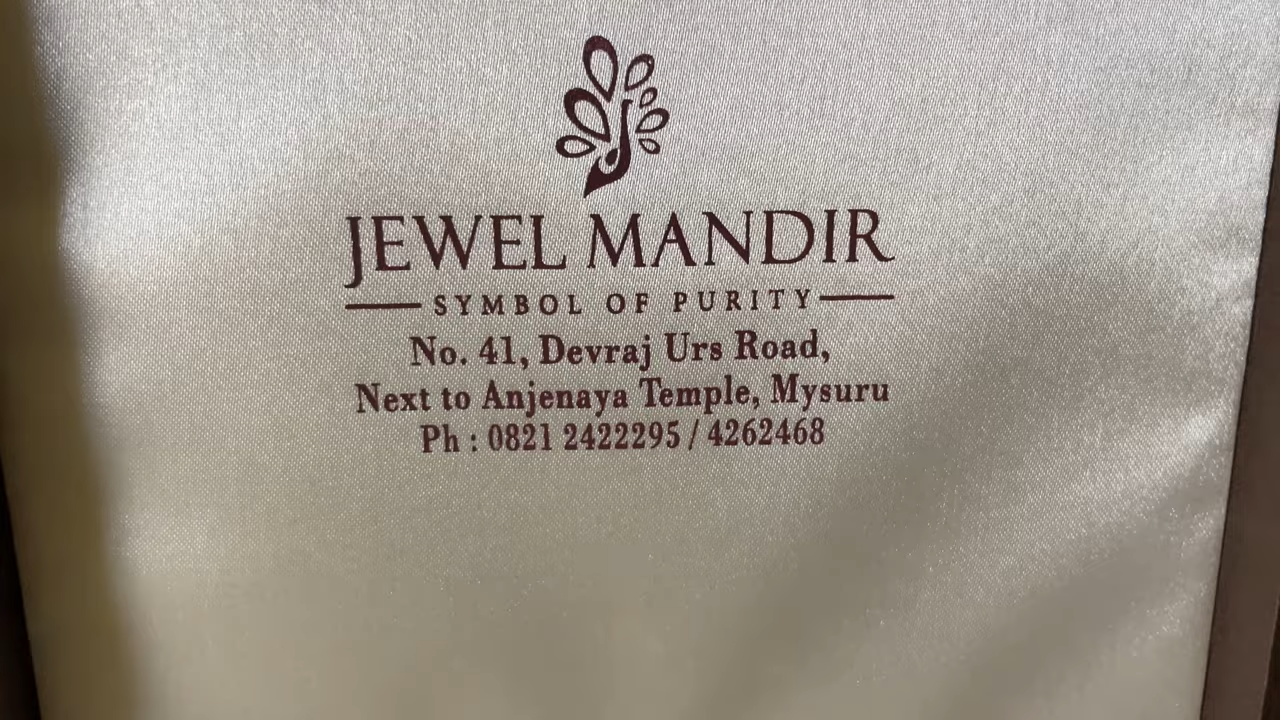 JEWEL MANDIR
SYMBOL OF PURITY
No. 41, Devraj Urs Road,
Next to Anjenaya Temple, Mysuru
Ph : 0821 2422295 / 4262468